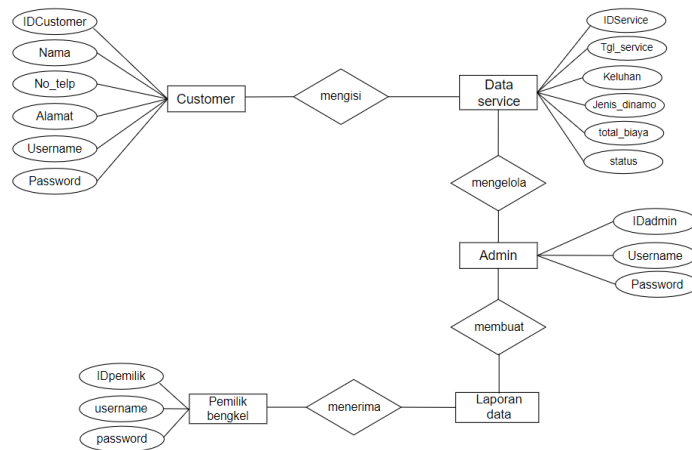 IDCustomer
Nama
No_telp
Alamat
Username
Password
Customer
mengisi
Data
service
IDService
Tgl_service
Keluhan
Jenis_dinamo
total_biaya
status
mengelola
Admin
IDadmin
Username
Password
membuat
IDpemilik
username
password
Pemilik
bengkel
menerima
Laporan
data